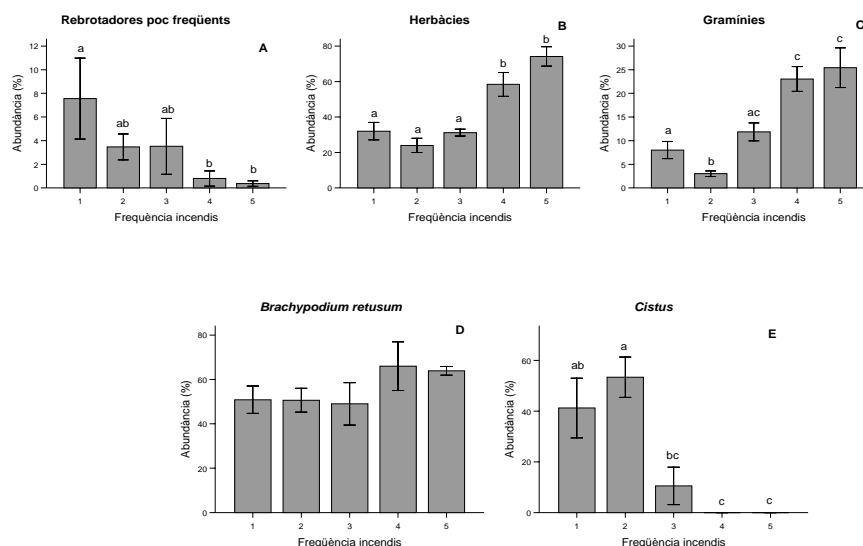 Rebrotadores poc freqüents
A
Abundància (%)
12
10
8
6
4
2
0
a
ab
ab
b
b
1 2 3 4 5
Frequència incendis
Herbàcies
B
Abundància (%)
80
60
40
20
0
a
a
a
b
b
1 2 3 4 5
Freqüència incendis
Gramínies
C
Abundància (%)
30
25
20
15
10
5
0
a
b
ac
c
c
1 2 3 4 5
Freqüència incendis
Brachypodium retusum
D
Abundància (%)
80
60
40
20
0
1 2 3 4 5
Freqüència incendis
Cistus
E
Abundància (%)
60
40
20
0
ab
a
bc
c
c
1 2 3 4 5
Freqüència incendis